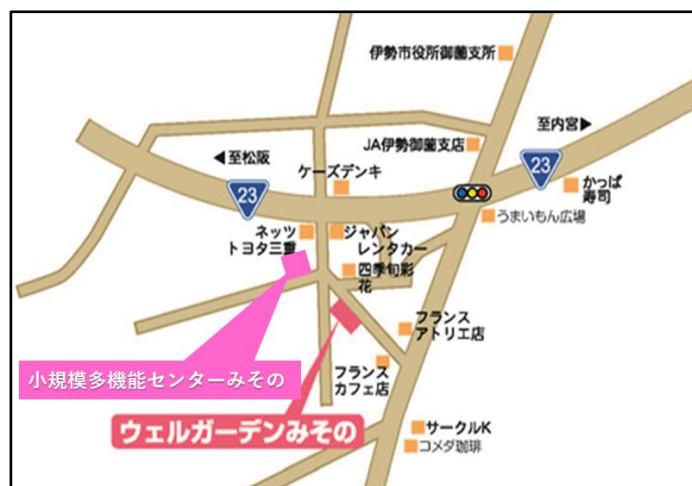 伊勢市役所御薗支所
至内宮▶
JA伊勢御薗支店
◀至松阪
ケーズデンキ
23
23
かっぱ
寿司
うまいもん広場
ネッツ
トヨタ三重
ジャパン
レンタカー
四季旬彩
花
フランス
アトリエ店
小規模多機能センターみその
フランス
カフェ店
ウェルガーデンみその
サークルK
コメダ珈琲